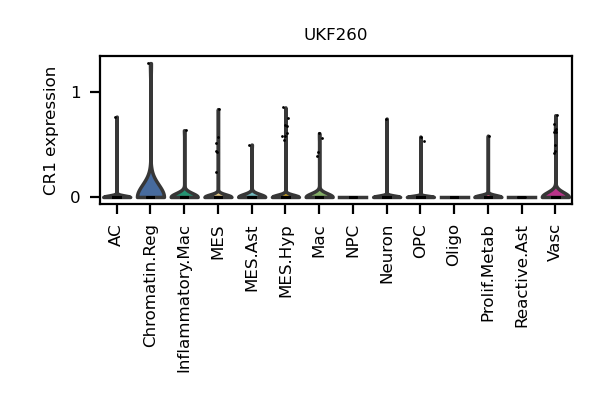 UKF260
CR1 expression
1
0
AC
Chromatin.Reg
Inflammatory.Mac
MES
MES.Ast
MES.Hyp
Mac
NPC
Neuron
OPC
Oligo
Prolif.Metab
Reactive.Ast
Vasc